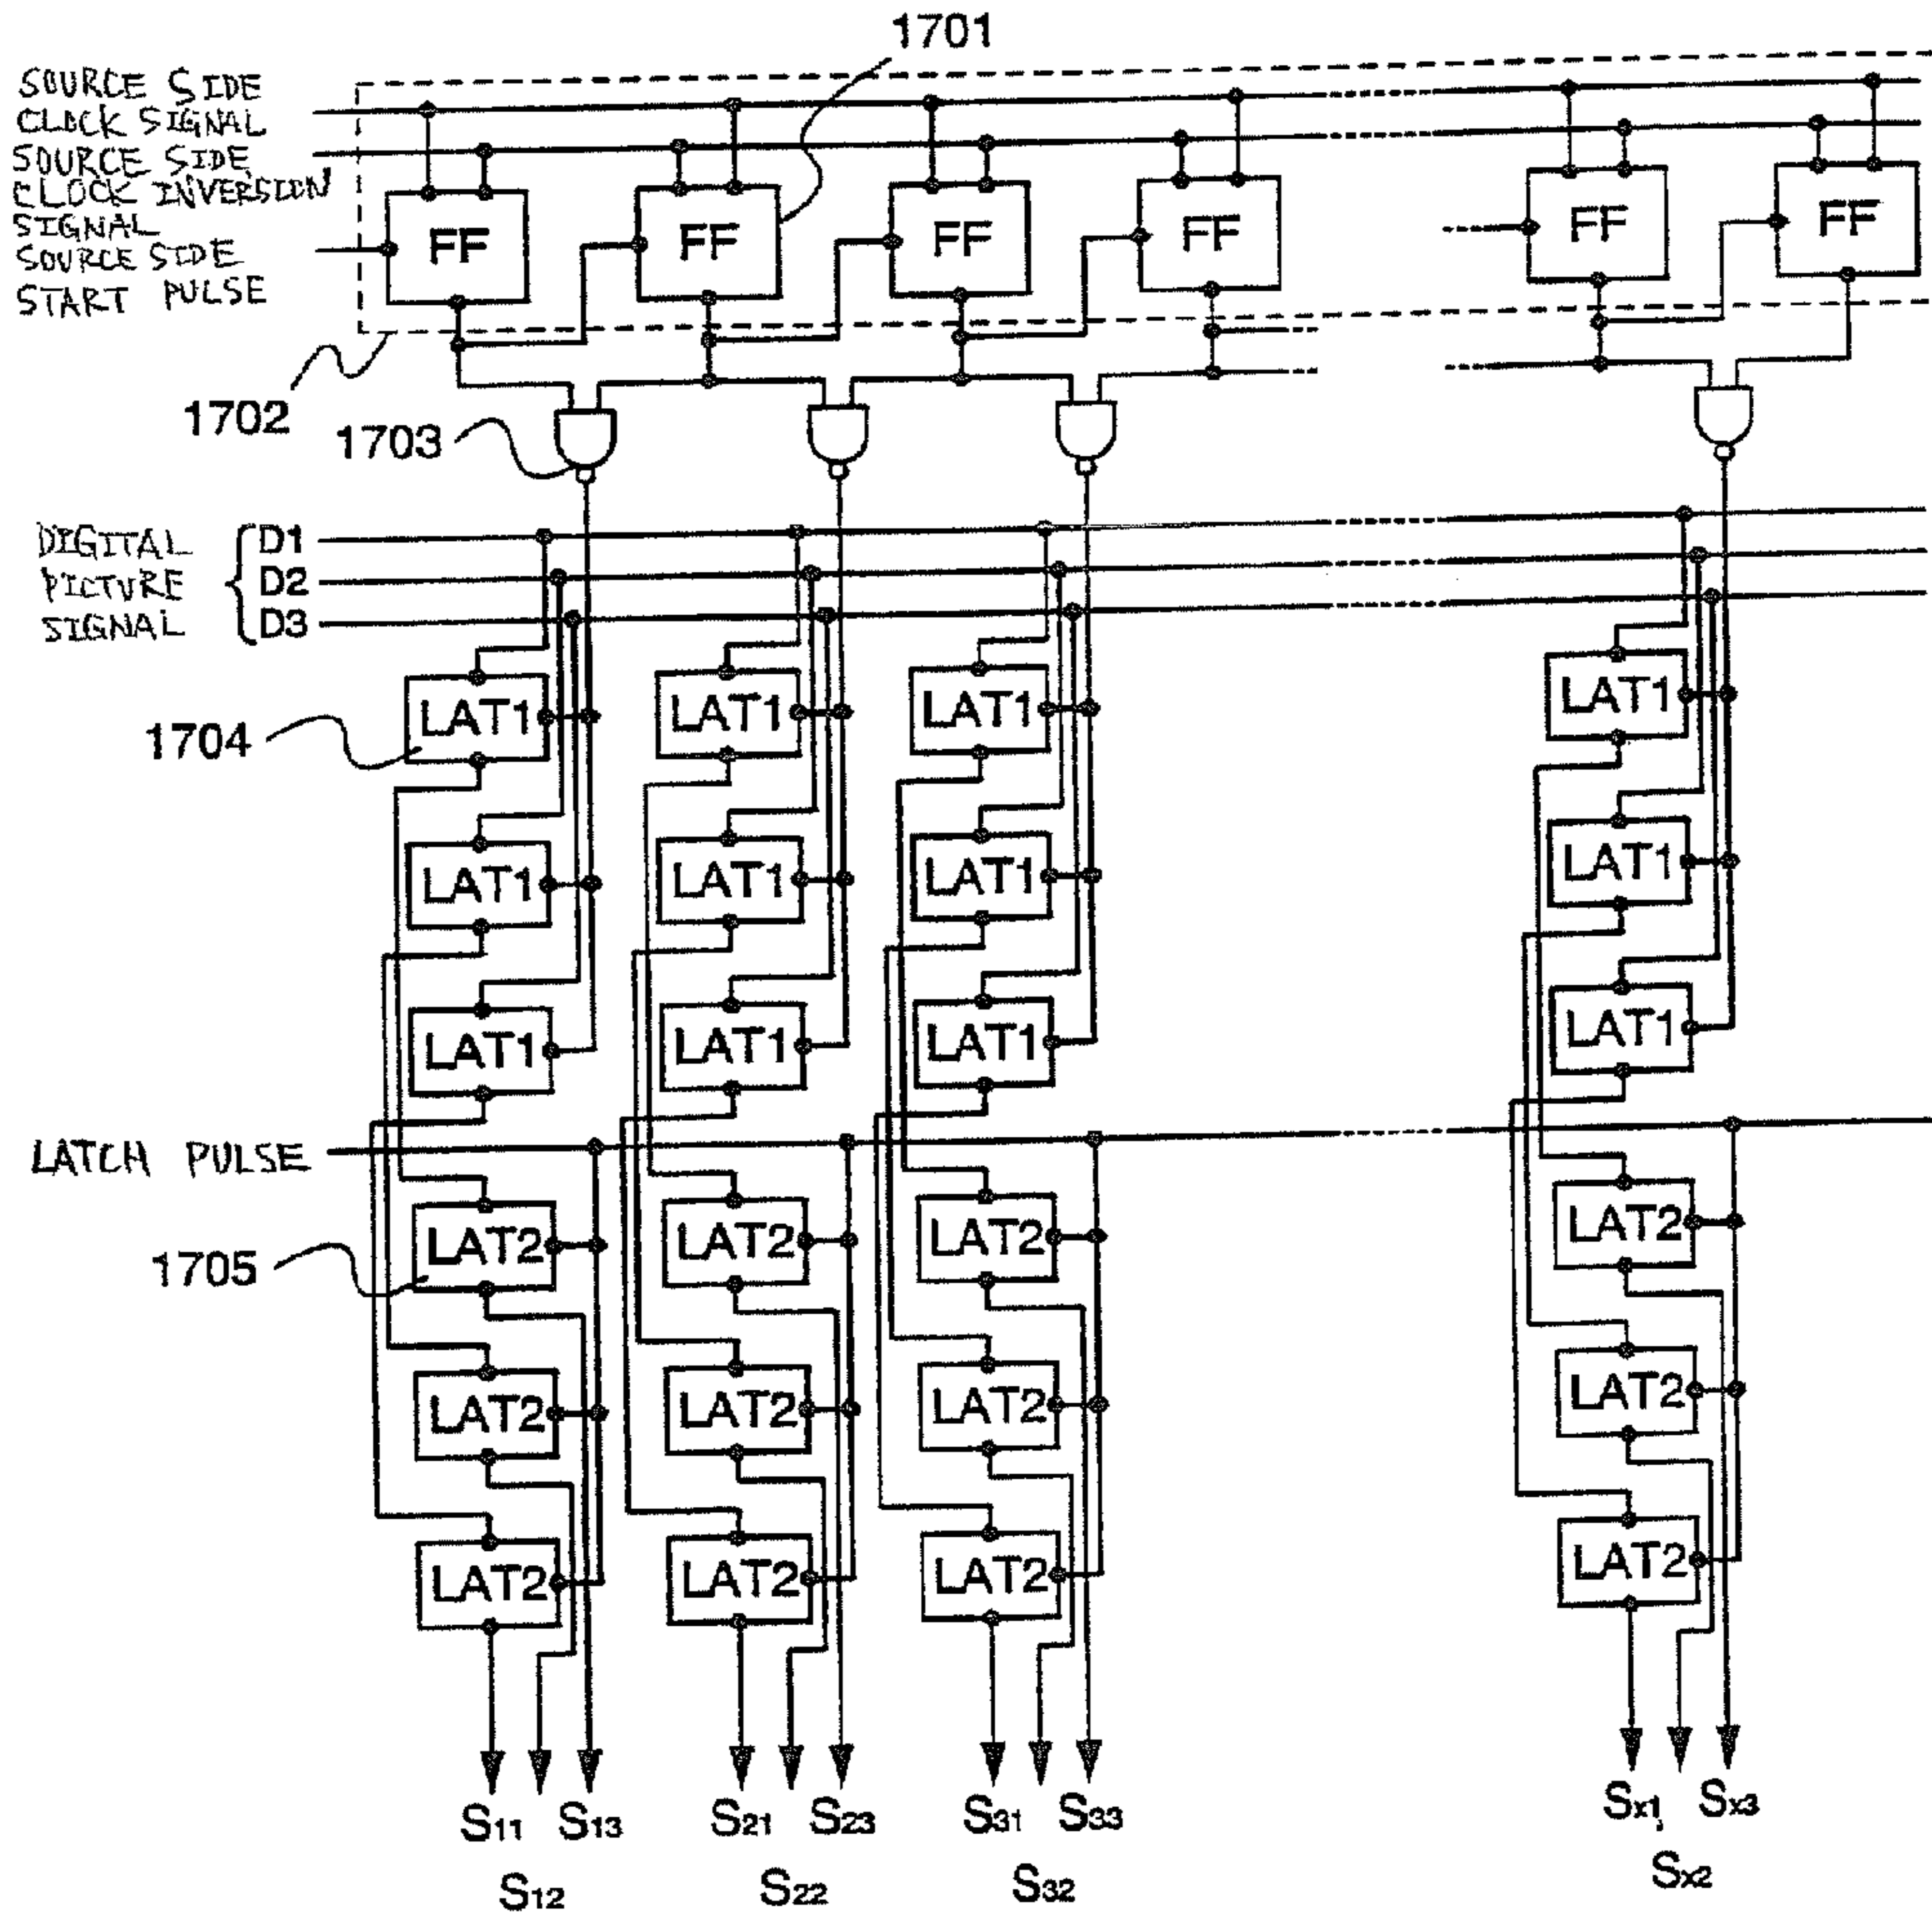 1701
SOURCE SIDE
CLOCK SIGNAL
SOURCE SIDE
CLOCK INVERSION
SIGNAL
SOURCE SIDE
START PULSE
FF FF FF FF FF FF
1702
1703
DIGITAL
PICTURE
SIGNAL
D1
D2
D3
LAT1 LAT1 LAT1 LAT1
1704
LAT1 LAT1 LAT1 LAT1
LAT1 LAT1 LAT1 LAT1
LATCH PULSE
LAT2 LAT2 LAT2 LAT2
1705
LAT2 LAT2 LAT2 LAT2
LAT2 LAT2 LAT2 LAT2
S11 S13 S21 S23 S31 S33 Sx1, Sx3
S12 S22 S32 Sx2